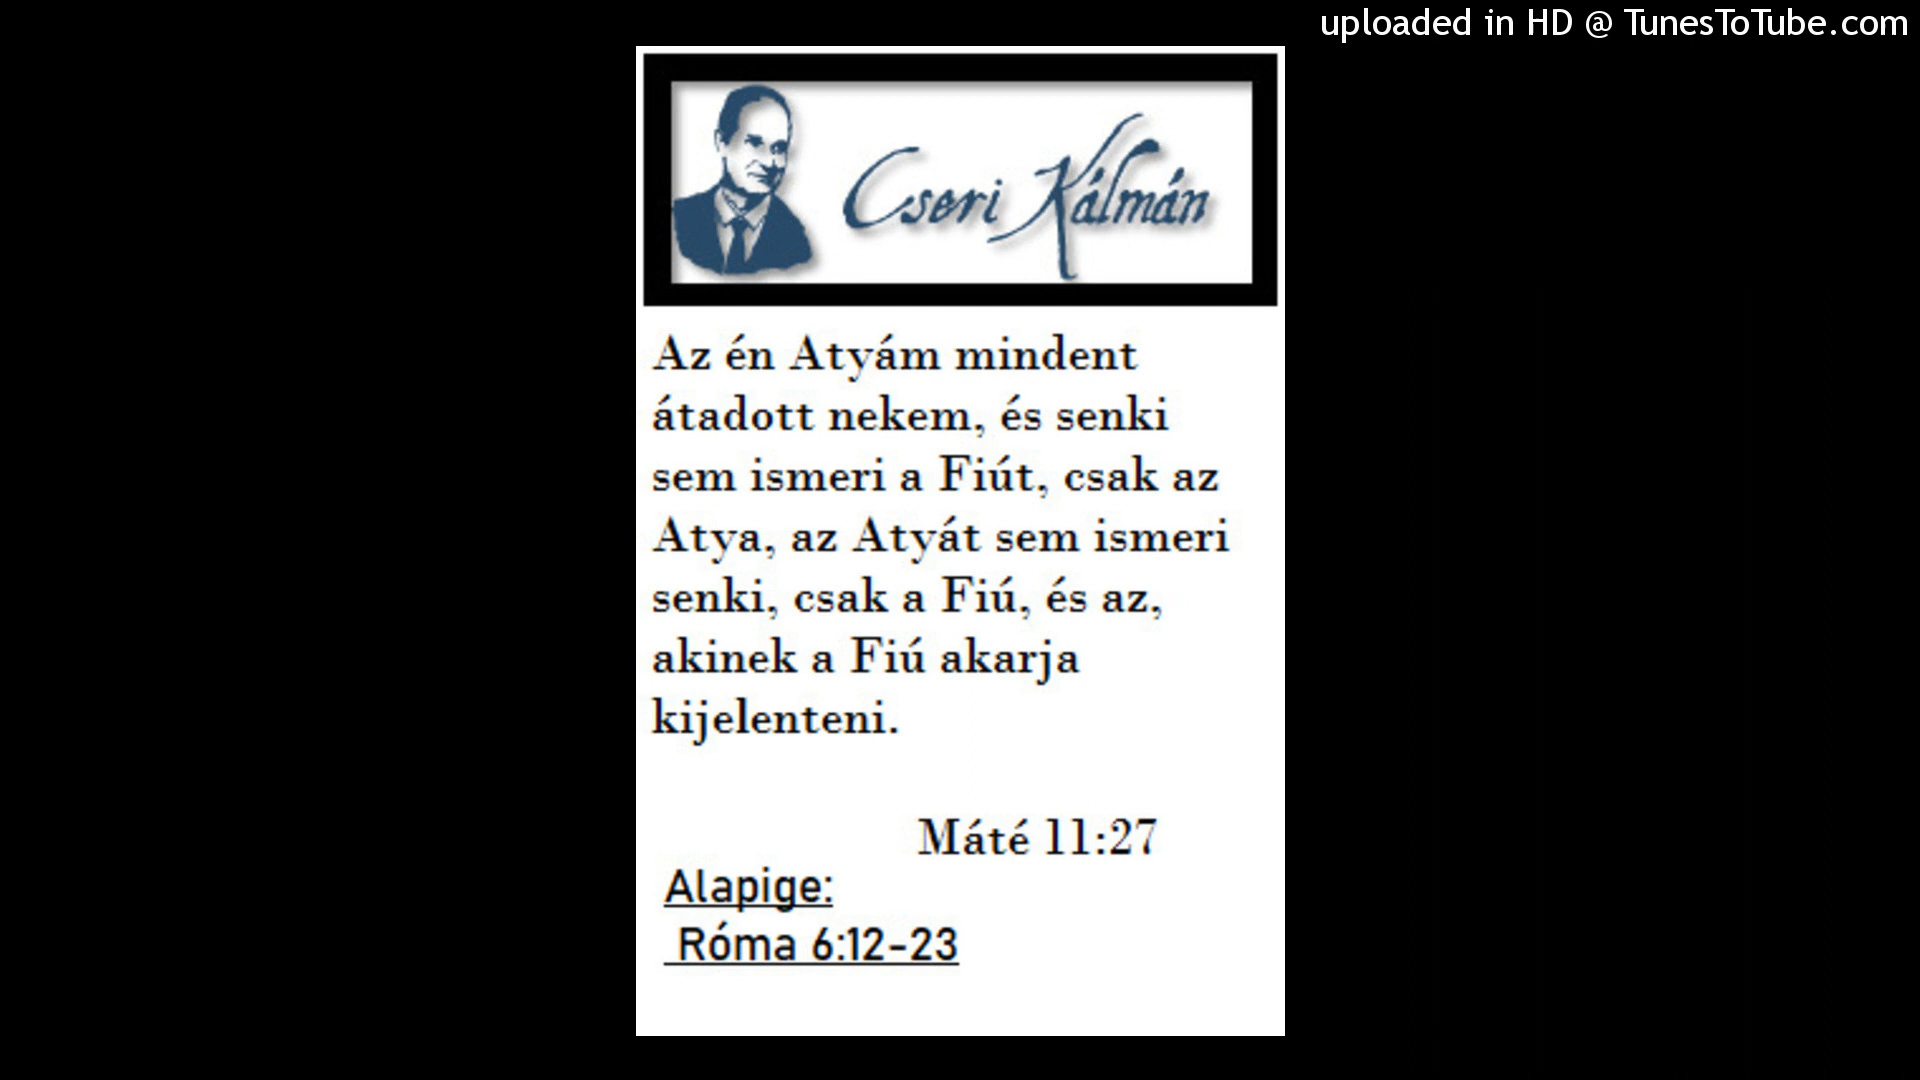 uploaded in HD @ TunesToTube.com
Cseri Kálmán
Az én Atyám mindent
átadott nekem, és senki
sem ismeri a Fiút, csak az
Atya, az Atyát sem ismeri
senki, csak a Fiú, és az,
akinek a Fiú akarja
kijelenteni.
Máté 11:27
Alapige:
Róma 6:12-23